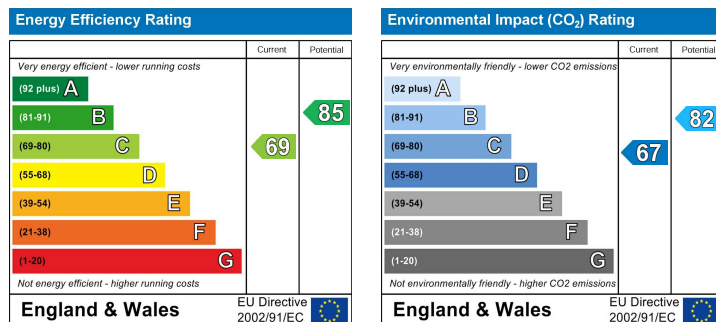 Energy Efficiency Rating
Current Potential
Very energy efficient - lower running costs
(92 plus) A
(81-91) B
85
(69-80) C
69
(55-68) D
(39-54) E
(21-38) F
(1-20) G
Not energy efficient - higher running costs
England & Wales
EU Directive
2002/91/EC
Environmental Impact (CO₂) Rating
Current Potential
Very environmentally friendly - lower CO2 emissions
(92 plus) A
(81-91) B
82
(69-80) C
67
(55-68) D
(39-54) E
(21-38) F
(1-20) G
Not environmentally friendly - higher CO2 emissions
England & Wales
EU Directive
2002/91/EC